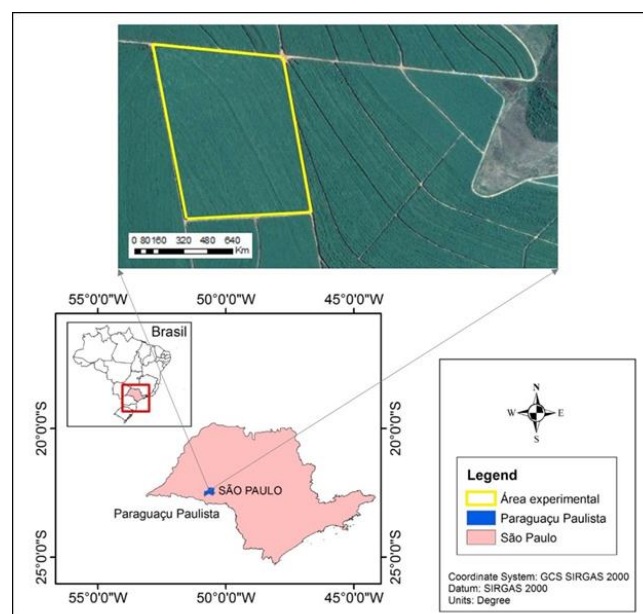 0 80 160 320 480 640
Km
55°0'0"W 50°0'0"W 45°0'0"W
Brasil
20°0'0"S
20°0'0"S
SÃO PAULO
Paraguaçu Paulista
25°0'0"S
25°0'0"S
55°0'0"W 50°0'0"W 45°0'0"W
N
W E
S
Legend
Área experimental
Paraguaçu Paulista
São Paulo
Coordinate System: GCS SIRGAS 2000
Datum: SIRGAS 2000
Units: Degree